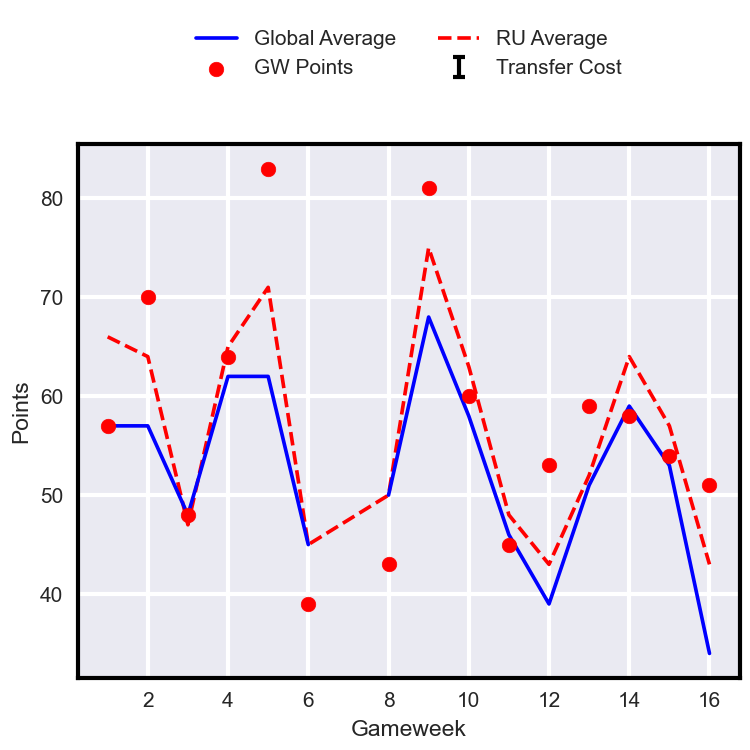 Global Average
RU Average
GW Points
Transfer Cost
80
70
60
50
40
Points
2 4 6 8 10 12 14 16
Gameweek